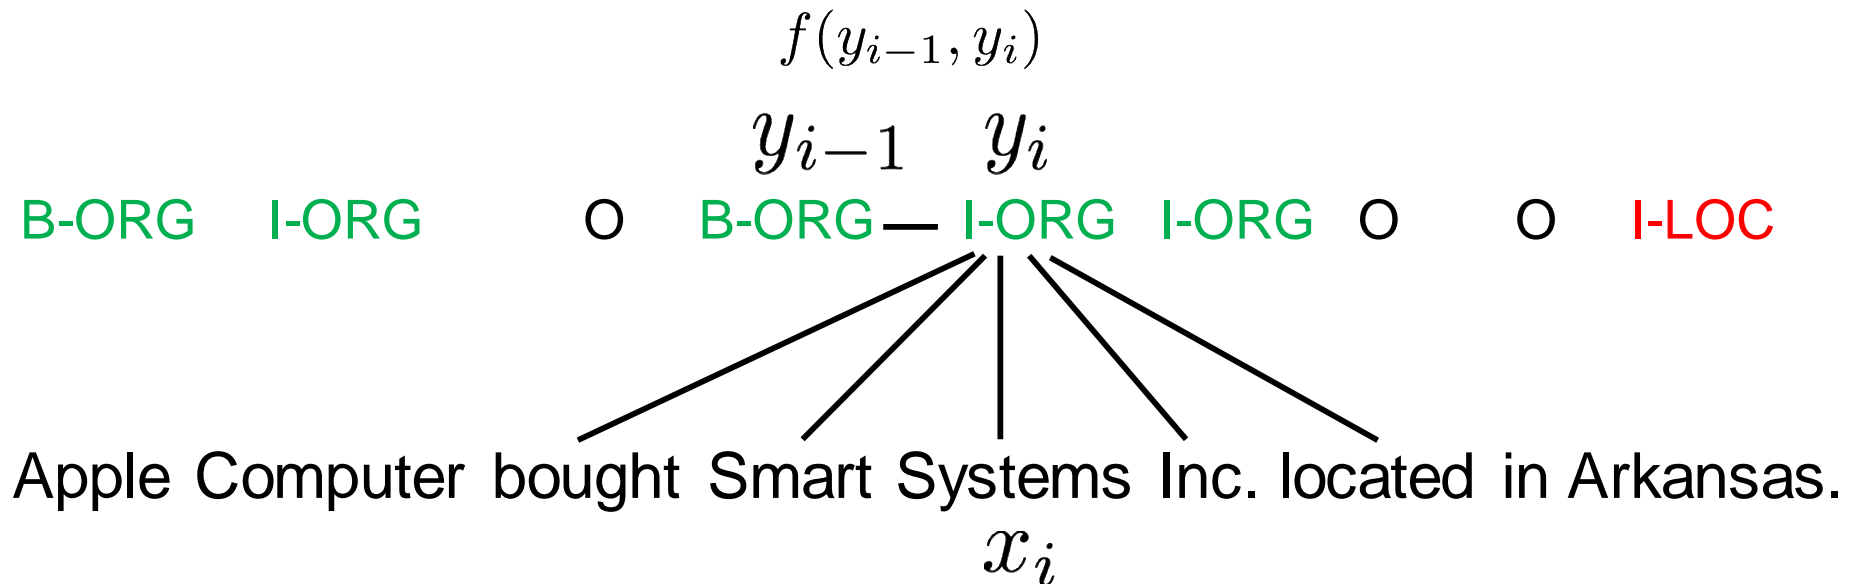 f(y_{i-1}, y_i)
y_{i-1} y_i
B-ORG I-ORG O B-ORG I-ORG I-ORG O O I-LOC
Apple Computer bought Smart Systems Inc. located in Arkansas.
x_i